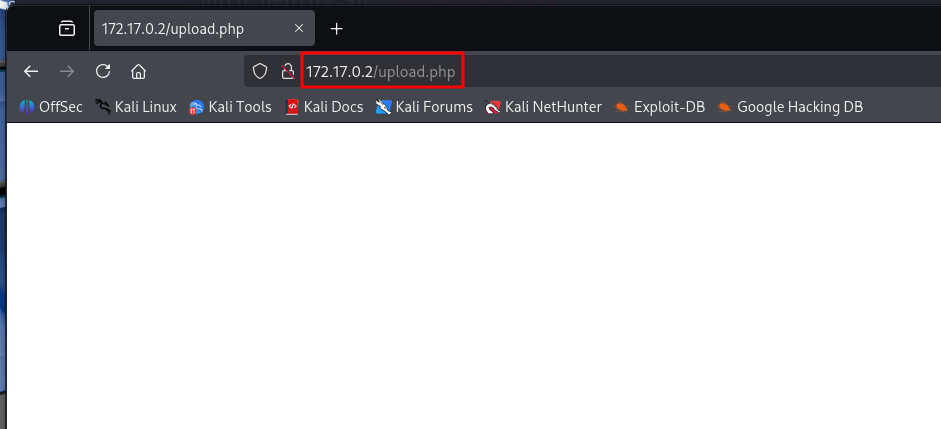 172.17.0.2/upload.php
172.17.0.2/upload.php
OffSec Kali Linux Kali Tools Kali Docs Kali Forums Kali NetHunter Exploit-DB Google Hacking DB